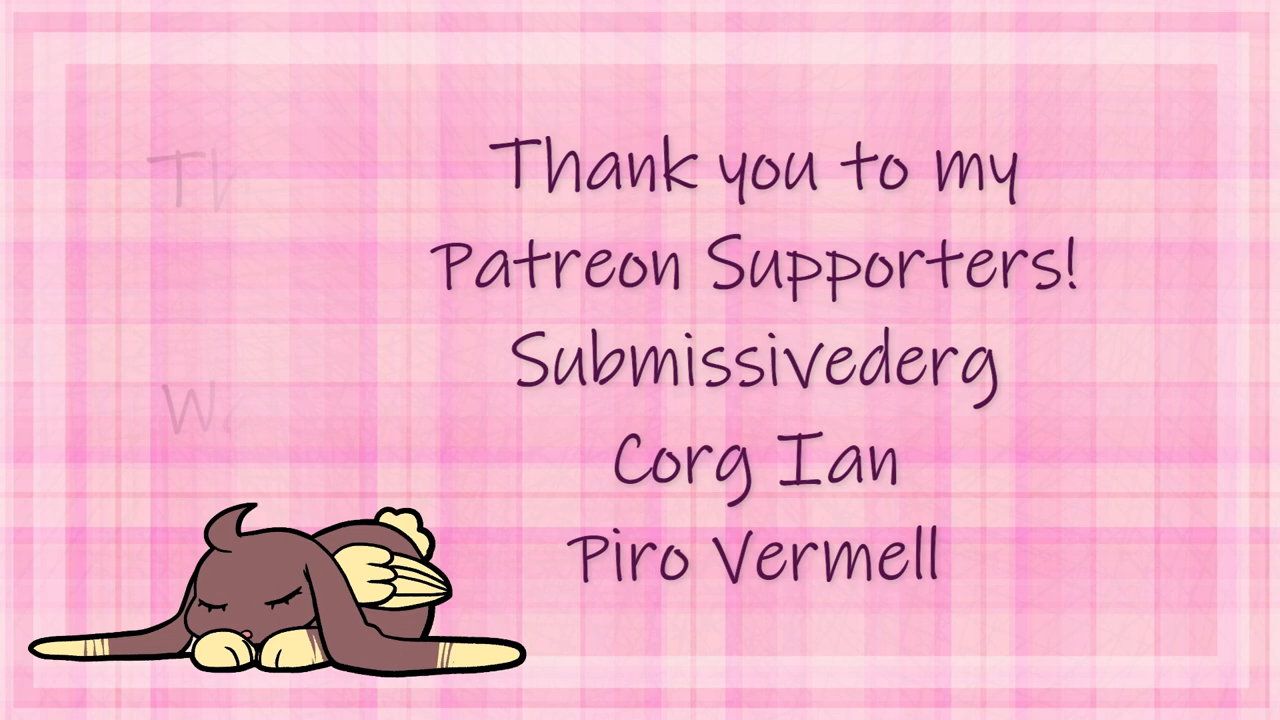 Thank you to my
Patreon Supporters!
Submissivederg
Corg Ian
Piro Vermell